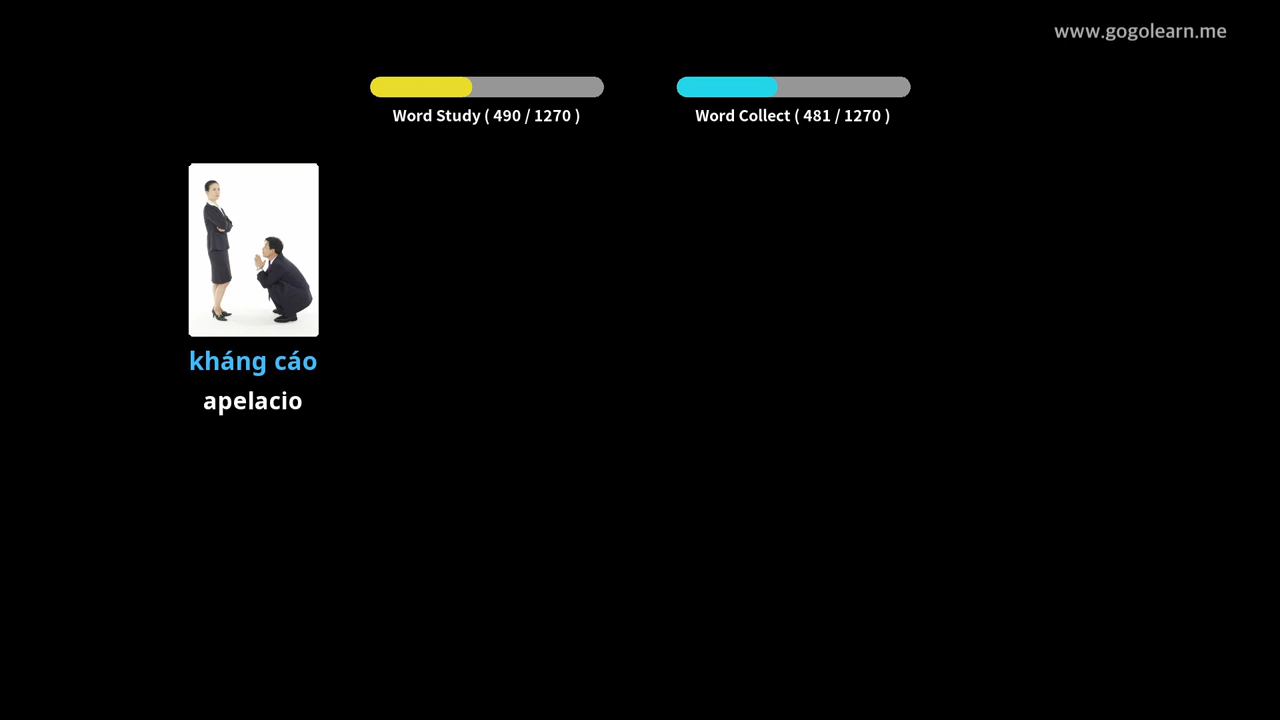 www.gogolearn.me
Word Study ( 490 / 1270 )
Word Collect ( 481 / 1270 )
kháng cáo
apelacio